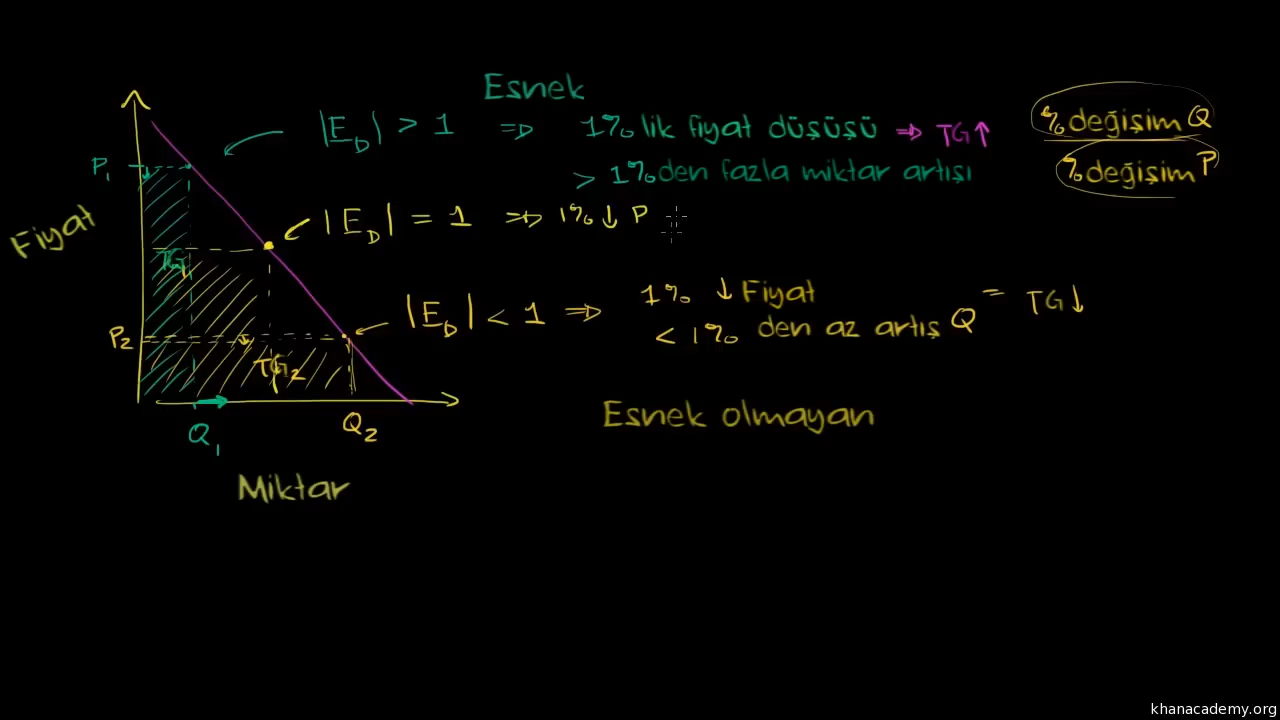 Esnek
|E_D| > 1 ⇒ 1% lik fiyat düşüşü ⇒ TG↑
> 1% den fazla miktar artışı
% değişim Q
% değişim P
P₁
Fiyat
|E_D| = 1 ⇒ 1% ↓ P
TG₁
|E_D| < 1 ⇒ 1% ↓ Fiyat = TG↓
< 1% den az artış Q
P₂
TG₂
Esnek olmayan
Q₁
Q₂
Miktar
khanacademy.org